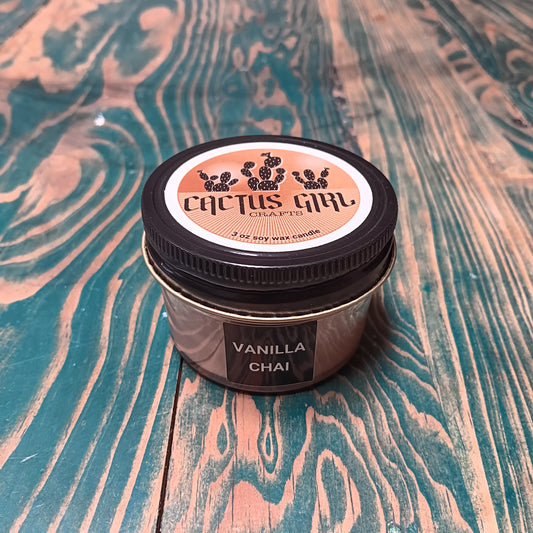 CACTUS GIRL
CRAFTS
3 oz soy wax candle
VANILLA
CHAI